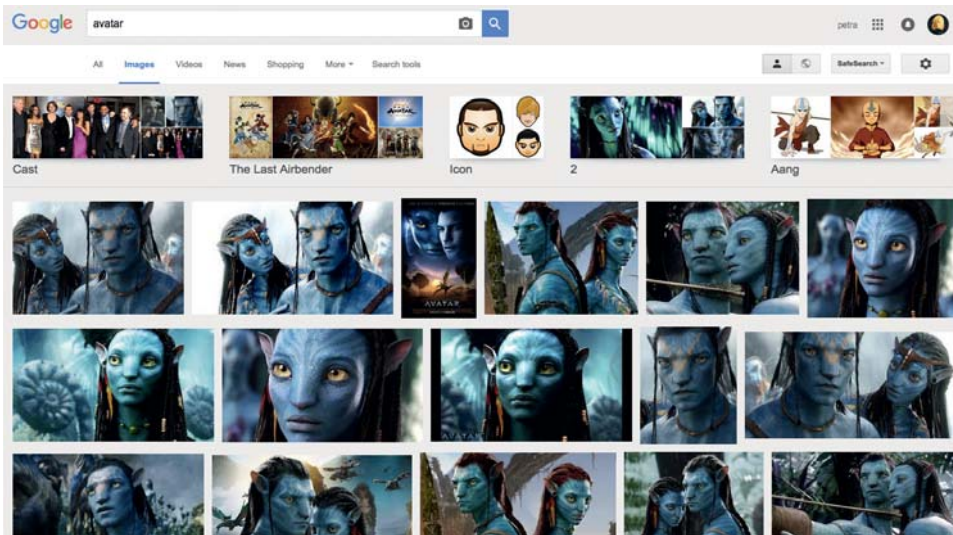 Google avatar petra
All Images Videos News Shopping More Search tools SafeSearch
Cast The Last Airbender Icon 2 Aang
AVATAR
AVATAR